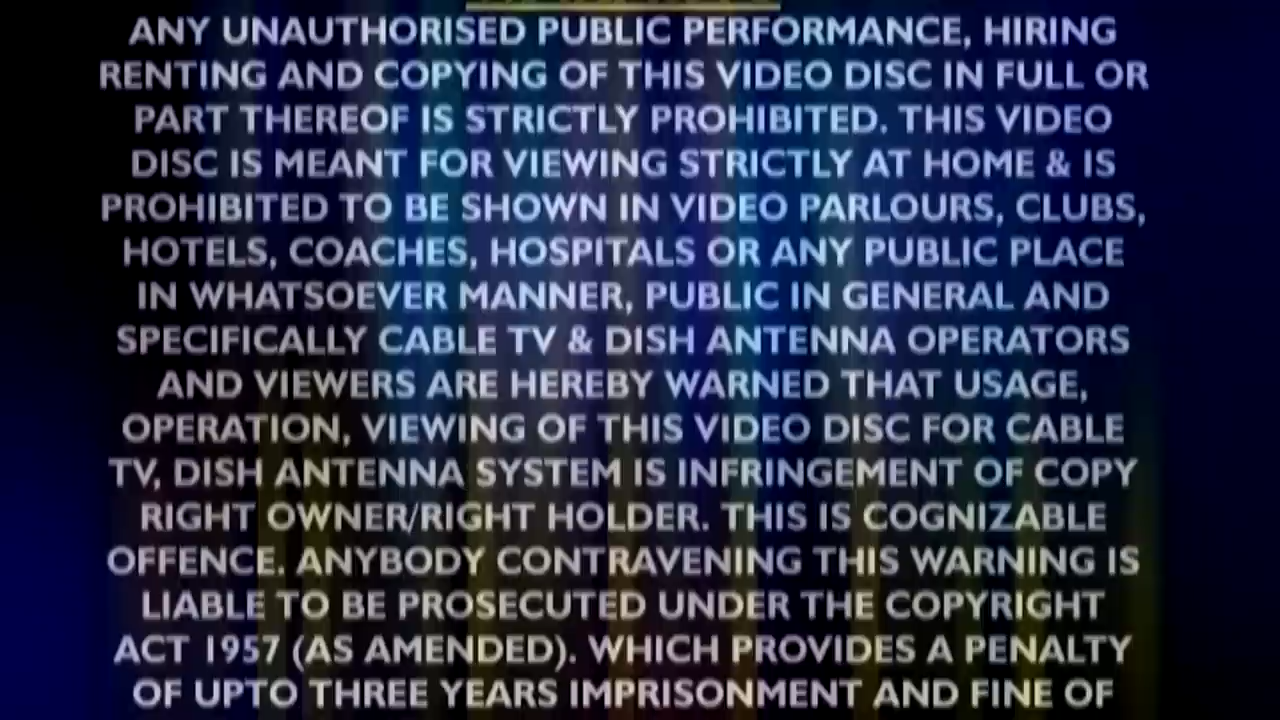 ANY UNAUTHORISED PUBLIC PERFORMANCE, HIRING
RENTING AND COPYING OF THIS VIDEO DISC IN FULL OR
PART THEREOF IS STRICTLY PROHIBITED. THIS VIDEO
DISC IS MEANT FOR VIEWING STRICTLY AT HOME & IS
PROHIBITED TO BE SHOWN IN VIDEO PARLOURS, CLUBS,
HOTELS, COACHES, HOSPITALS OR ANY PUBLIC PLACE
IN WHATSOEVER MANNER, PUBLIC IN GENERAL AND
SPECIFICALLY CABLE TV & DISH ANTENNA OPERATORS
AND VIEWERS ARE HEREBY WARNED THAT USAGE,
OPERATION, VIEWING OF THIS VIDEO DISC FOR CABLE
TV, DISH ANTENNA SYSTEM IS INFRINGEMENT OF COPY
RIGHT OWNER/RIGHT HOLDER. THIS IS COGNIZABLE
OFFENCE. ANYBODY CONTRAVENING THIS WARNING IS
LIABLE TO BE PROSECUTED UNDER THE COPYRIGHT
ACT 1957 (AS AMENDED). WHICH PROVIDES A PENALTY
OF UPTO THREE YEARS IMPRISONMENT AND FINE OF